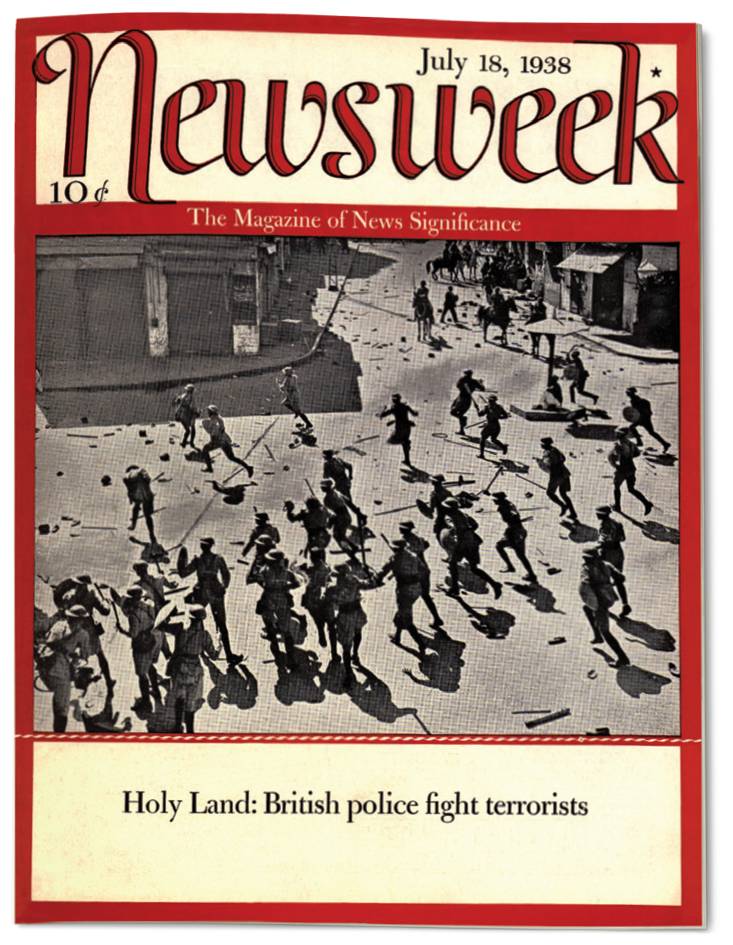 July 18, 1938
Newsweek
10¢
The Magazine of News Significance
Holy Land: British police fight terrorists